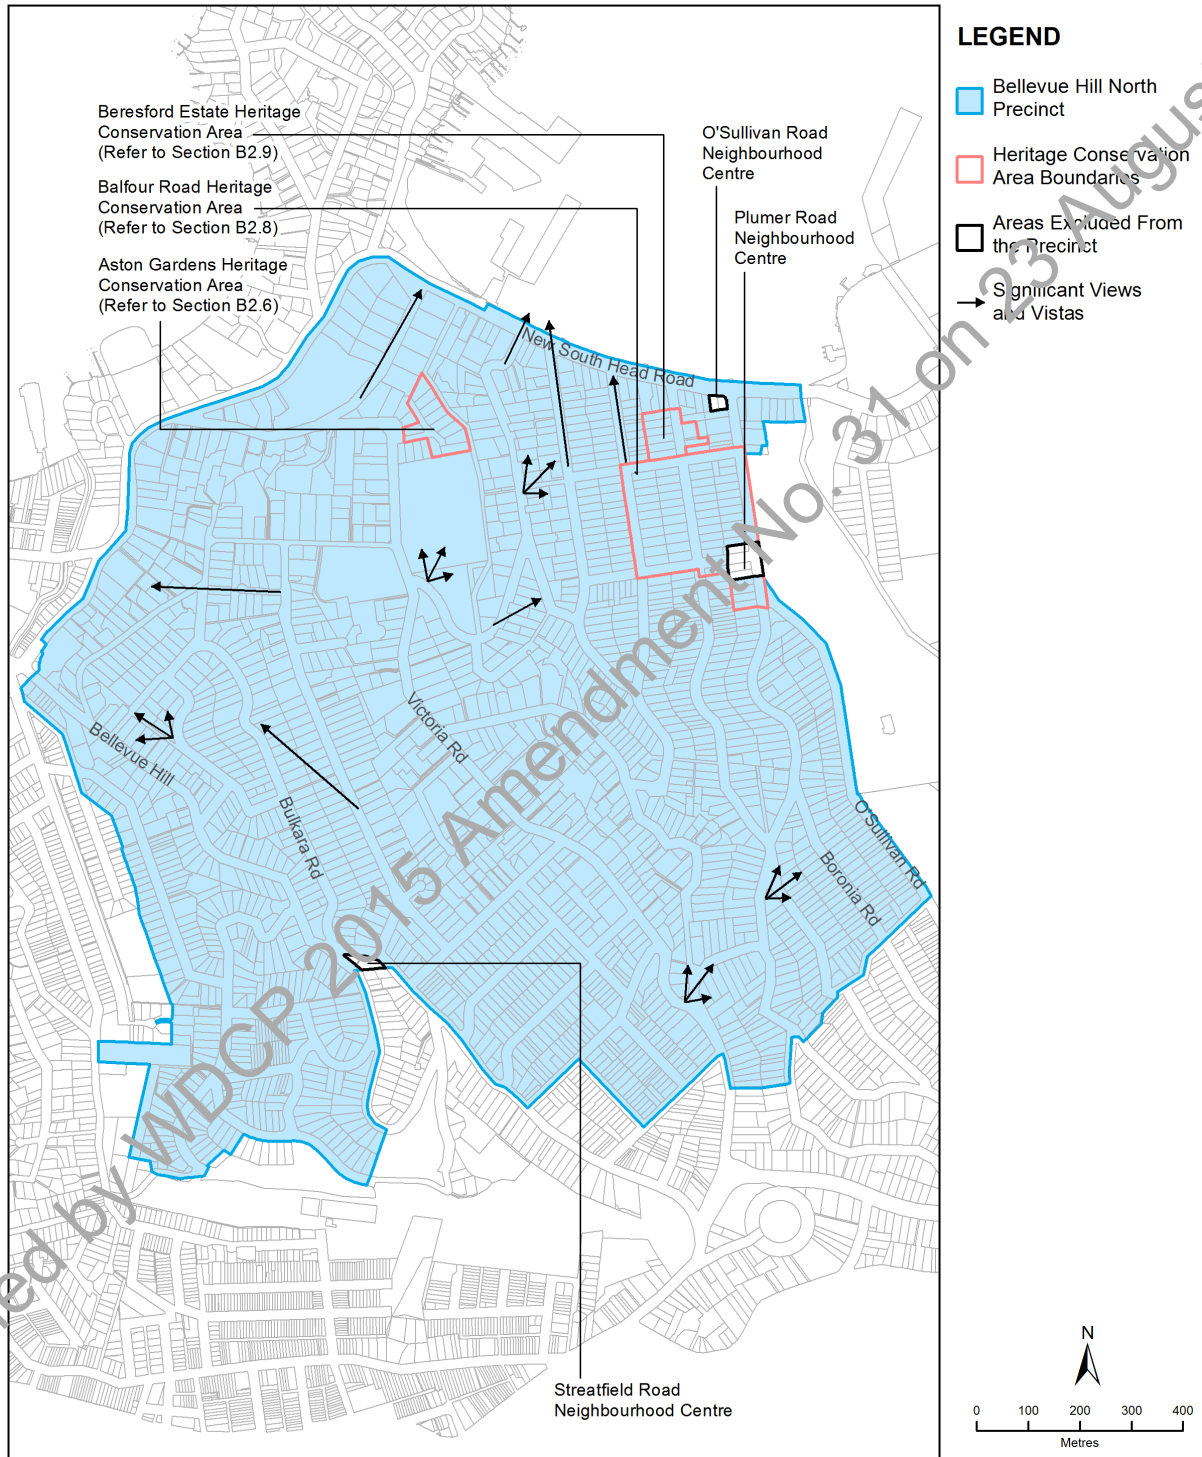 Beresford Estate Heritage
Conservation Area
(Refer to Section B2.9)
Balfour Road Heritage
Conservation Area
(Refer to Section B2.8)
Aston Gardens Heritage
Conservation Area
(Refer to Section B2.6)
O'Sullivan Road
Neighbourhood
Centre
Plumer Road
Neighbourhood
Centre
New South Head Road
Victoria Rd
Bellevue Hill
Bulkara Rd
O'Sullivan Rd
Boronia Rd
Streatfield Road
Neighbourhood Centre
LEGEND
Bellevue Hill North
Precinct
Heritage Conservation
Area Boundaries
Areas Excluded From
the Precinct
Significant Views
and Vistas
N
0 100 200 300 400
Metres
by WDCP 2015 Amendment No. 31 on 23 August